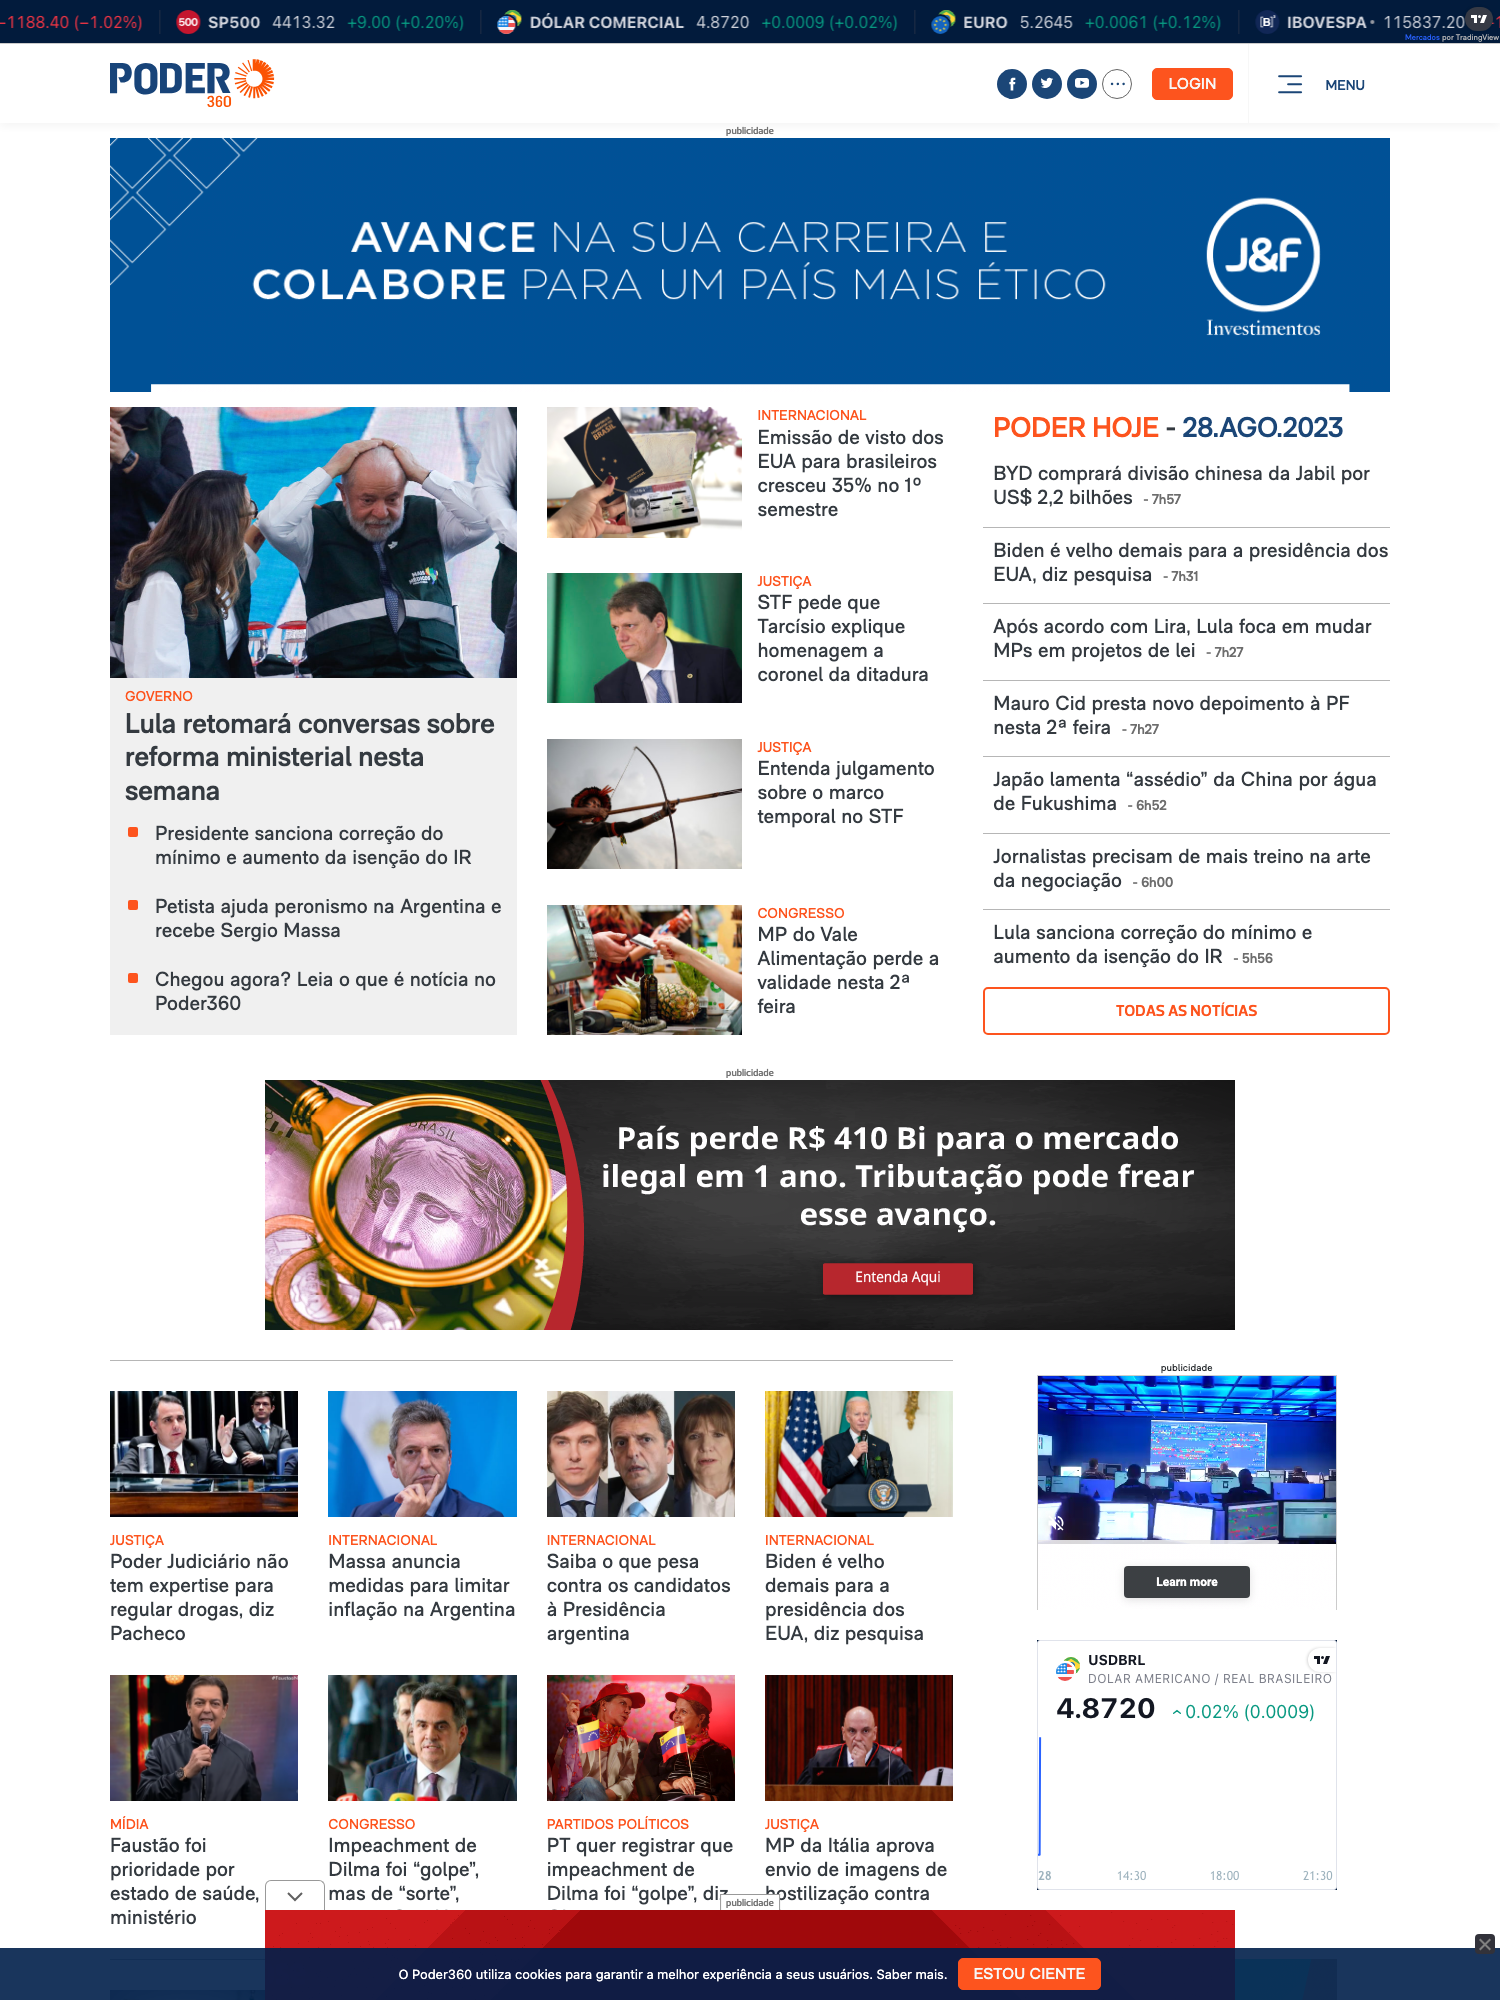 −1188.40 (−1.02%)
500 SP500 4413.32 +9.00 (+0.20%)
DÓLAR COMERCIAL 4.8720 +0.0009 (+0.02%)
EURO 5.2645 +0.0061 (+0.12%)
IBOVESPA 115837.20
Mercados por TradingView
PODER
360
LOGIN
MENU
publicidade
AVANCE NA SUA CARREIRA E
COLABORE PARA UM PAÍS MAIS ÉTICO
J&F
Investimentos
GOVERNO
Lula retomará conversas sobre
reforma ministerial nesta
semana
Presidente sanciona correção do
mínimo e aumento da isenção do IR
Petista ajuda peronismo na Argentina e
recebe Sergio Massa
Chegou agora? Leia o que é notícia no
Poder360
INTERNACIONAL
Emissão de visto dos
EUA para brasileiros
cresceu 35% no 1º
semestre
JUSTIÇA
STF pede que
Tarcísio explique
homenagem a
coronel da ditadura
JUSTIÇA
Entenda julgamento
sobre o marco
temporal no STF
CONGRESSO
MP do Vale
Alimentação perde a
validade nesta 2ª
feira
PODER HOJE - 28.AGO.2023
BYD comprará divisão chinesa da Jabil por
US$ 2,2 bilhões - 7h57
Biden é velho demais para a presidência dos
EUA, diz pesquisa - 7h31
Após acordo com Lira, Lula foca em mudar
MPs em projetos de lei - 7h27
Mauro Cid presta novo depoimento à PF
nesta 2ª feira - 7h27
Japão lamenta “assédio” da China por água
de Fukushima - 6h52
Jornalistas precisam de mais treino na arte
da negociação - 6h00
Lula sanciona correção do mínimo e
aumento da isenção do IR - 5h56
TODAS AS NOTÍCIAS
publicidade
BRASIL
País perde R$ 410 Bi para o mercado
ilegal em 1 ano. Tributação pode frear
esse avanço.
Entenda Aqui
JUSTIÇA
Poder Judiciário não
tem expertise para
regular drogas, diz
Pacheco
INTERNACIONAL
Massa anuncia
medidas para limitar
inflação na Argentina
INTERNACIONAL
Saiba o que pesa
contra os candidatos
à Presidência
argentina
INTERNACIONAL
Biden é velho
demais para a
presidência dos
EUA, diz pesquisa
publicidade
Learn more
USDBRL
DOLAR AMERICANO / REAL BRASILEIRO
4.8720 0.02% (0.0009)
28 14:30 18:00 21:30
MÍDIA
Faustão foi
prioridade por
estado de saúde,
ministério
CONGRESSO
Impeachment de
Dilma foi “golpe”,
mas de “sorte”,
PARTIDOS POLÍTICOS
PT quer registrar que
impeachment de
Dilma foi “golpe”, diz
JUSTIÇA
MP da Itália aprova
envio de imagens de
hostilização contra
publicidade
O Poder360 utiliza cookies para garantir a melhor experiência a seus usuários. Saber mais.
ESTOU CIENTE